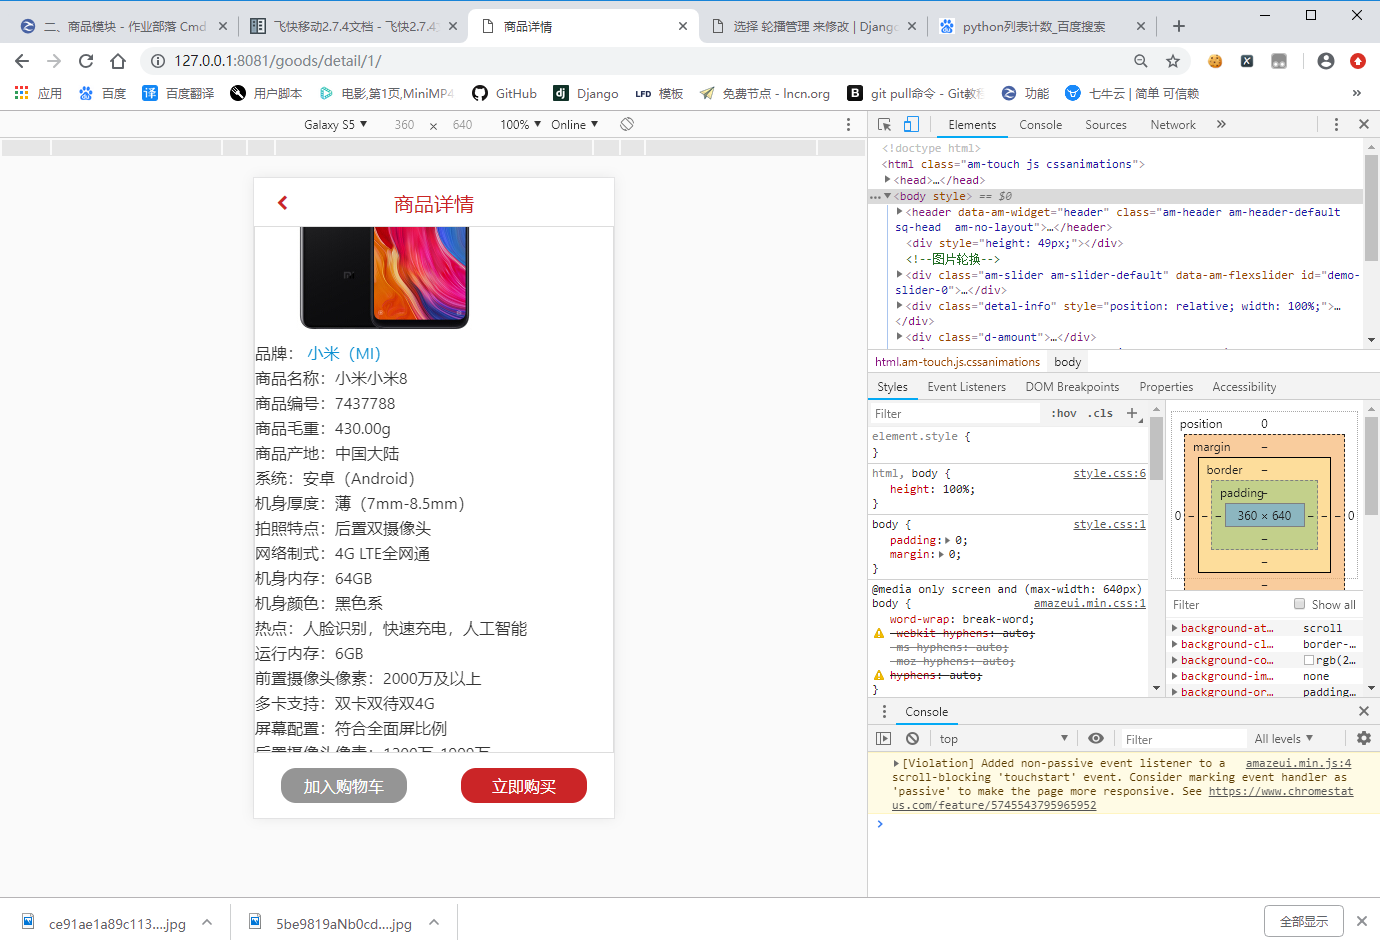 二、商品模块 - 作业部落 Cmd
飞快移动2.7.4文档 - 飞快2.7.4
商品详情
选择 轮播管理 来修改 | Djang
python列表计数_百度搜索
127.0.0.1:8081/goods/detail/1/
应用
百度
译 百度翻译
用户脚本
电影,第1页,MiniMP4
GitHub
dj Django
LFD 模板
免费节点 - lncn.org
B git pull命令 - Git教
功能
七牛云 | 简单 可信赖
»
Galaxy S5 ▼ 360 × 640 100% ▼ Online ▼
商品详情
品牌： 小米（MI）
商品名称：小米小米8
商品编号：7437788
商品毛重：430.00g
商品产地：中国大陆
系统：安卓（Android）
机身厚度：薄（7mm-8.5mm）
拍照特点：后置双摄像头
网络制式：4G LTE全网通
机身内存：64GB
机身颜色：黑色系
热点：人脸识别，快速充电，人工智能
运行内存：6GB
前置摄像头像素：2000万及以上
多卡支持：双卡双待双4G
屏幕配置：符合全面屏比例
后置摄像头像素：1200万-1999万
加入购物车
立即购买
Elements Console Sources Network »
<!doctype html>
<html class="am-touch js cssanimations">
<head>…</head>
<body style> == $0
<header data-am-widget="header" class="am-header am-header-default
sq-head  am-no-layout">…</header>
<div style="height: 49px;"></div>
<!--图片轮换-->
<div class="am-slider am-slider-default" data-am-flexslider id="demo-
slider-0">…</div>
<div class="detal-info" style="position: relative; width: 100%;">…
</div>
<div class="d-amount">…</div>
html.am-touch.js.cssanimations body
Styles Event Listeners DOM Breakpoints Properties Accessibility
Filter :hov .cls +
element.style {
}
html, body { style.css:6
height: 100%;
}
body { style.css:1
padding: 0;
margin: 0;
}
@media only screen and (max-width: 640px)
body { amazeui.min.css:1
word-wrap: break-word;
-webkit-hyphens: auto;
-ms-hyphens: auto;
-moz-hyphens: auto;
hyphens: auto;
}
position 0
margin –
border –
padding –
0 – – – 360 × 640 – – – 0
–
–
–
Filter Show all
background-at… scroll
background-cl… border-…
background-co… rgb(2…
background-im… none
background-or… padding…
Console
top ▼ Filter All levels ▼
[Violation] Added non-passive event listener to a amazeui.min.js:4
scroll-blocking 'touchstart' event. Consider marking event handler as
'passive' to make the page more responsive. See https://www.chromestat
us.com/feature/5745543795965952
ce91ae1a89c113....jpg
5be9819aNb0cd....jpg
全部显示